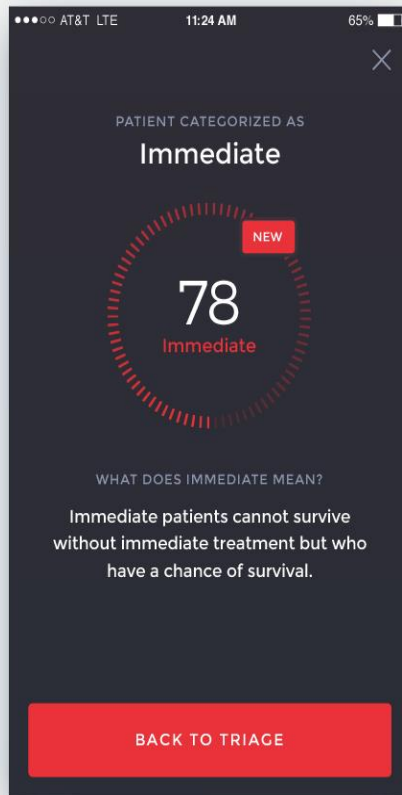 AT&T LTE 11:24 AM 65%
PATIENT CATEGORIZED AS
Immediate
NEW
78
Immediate
WHAT DOES IMMEDIATE MEAN?
Immediate patients cannot survive
without immediate treatment but who
have a chance of survival.
BACK TO TRIAGE